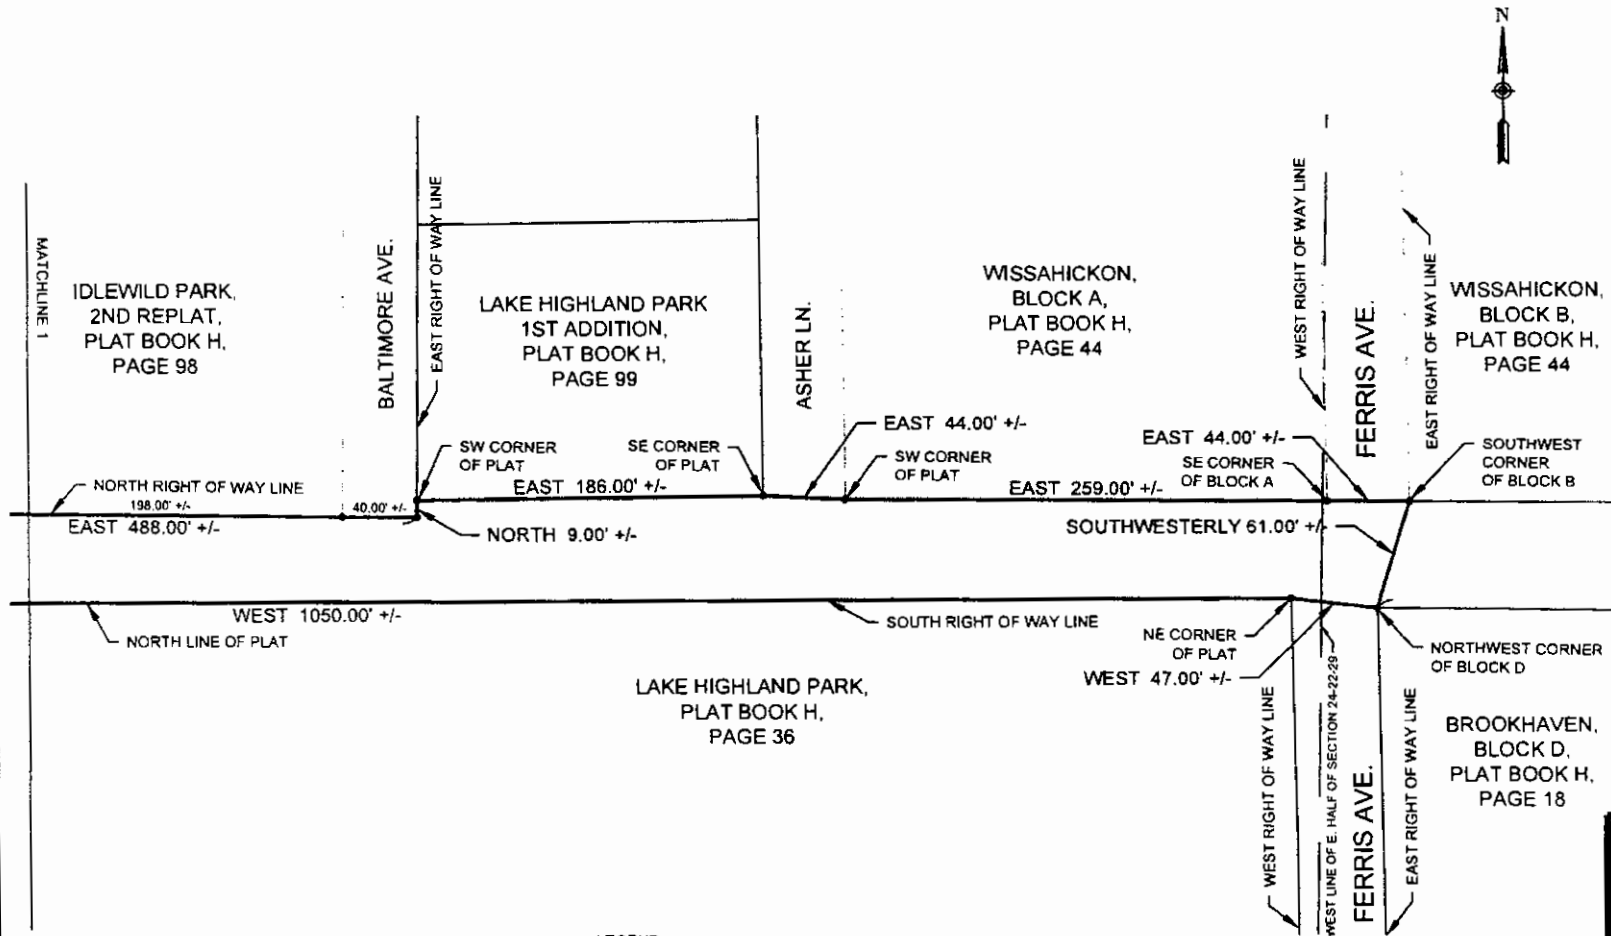 N
MATCHLINE 1
IDLEWILD PARK,
2ND REPLAT,
PLAT BOOK H,
PAGE 98
BALTIMORE AVE.
EAST RIGHT OF WAY LINE
LAKE HIGHLAND PARK
1ST ADDITION,
PLAT BOOK H,
PAGE 99
ASHER LN.
WISSAHICKON,
BLOCK A,
PLAT BOOK H,
PAGE 44
WEST RIGHT OF WAY LINE
FERRIS AVE.
EAST RIGHT OF WAY LINE
WISSAHICKON,
BLOCK B,
PLAT BOOK H,
PAGE 44
NORTH RIGHT OF WAY LINE
198.00' +/-
40.00' +/-
EAST 488.00' +/-
SW CORNER
OF PLAT
NORTH 9.00' +/-
EAST 186.00' +/-
SE CORNER
OF PLAT
EAST 44.00' +/-
SW CORNER
OF PLAT
EAST 259.00' +/-
EAST 44.00' +/-
SE CORNER
OF BLOCK A
SOUTHWEST
CORNER
OF BLOCK B
SOUTHWESTERLY 61.00' +/-
WEST 1050.00' +/-
NORTH LINE OF PLAT
SOUTH RIGHT OF WAY LINE
NE CORNER
OF PLAT
WEST 47.00' +/-
NORTHWEST CORNER
OF BLOCK D
LAKE HIGHLAND PARK,
PLAT BOOK H,
PAGE 36
WEST RIGHT OF WAY LINE
WEST LINE OF E. HALF OF SECTION 24-22-29
FERRIS AVE.
EAST RIGHT OF WAY LINE
BROOKHAVEN,
BLOCK D,
PLAT BOOK H,
PAGE 18